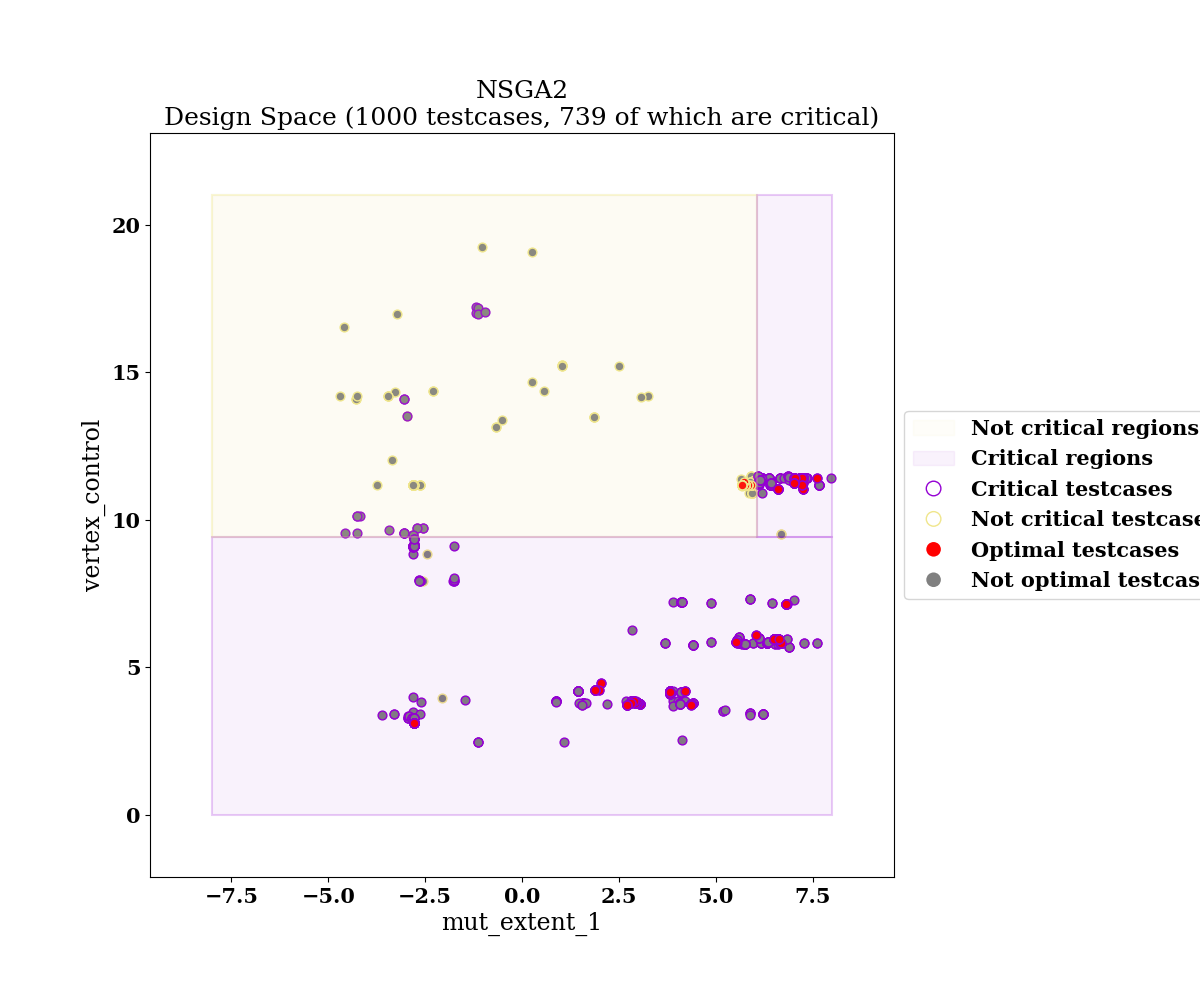 NSGA2
Design Space (1000 testcases, 739 of which are critical)
vertex_control
20
15
10
5
0
−7.5
−5.0
−2.5
0.0
2.5
5.0
7.5
mut_extent_1
Not critical regions
Critical regions
Critical testcases
Not critical testcase
Optimal testcases
Not optimal testcas